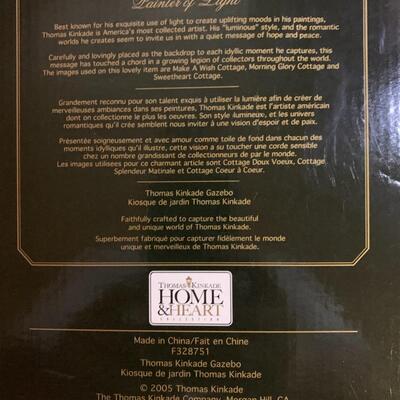 Painter of Light
Best known for his exquisite use of light to create uplifting moods in his paintings,
Thomas Kinkade is America's most collected artist. His "luminous" style, and the romantic
worlds he creates seem to invite us in with a quiet message of hope and peace.
Carefully and lovingly placed as the backdrop to each idyllic moment he captures, this
message has touched a chord in a growing legion of collectors throughout the world.
The images used on this lovely item are Make A Wish Cottage, Morning Glory Cottage and
Sweetheart Cottage.
Grandement reconnu pour son talent exquis à utiliser la lumière afin de créer de
merveilleuses ambiances dans ses peintures, Thomas Kinkade est l'artiste américain
dont on collectionne le plus les oeuvres. Son style lumineux, et les univers
romantiques qu'il crée semblent nous inviter à une vision d'espoir et de paix.
Présentée soigneusement et avec amour comme toile de fond dans chacun des
moments idylliques qu'il illustre, cette vision a su toucher une corde sensible
chez un nombre grandissant de collectionneurs de par le monde.
Les images utilisées pour ce charmant article sont Cottage Doux Voeux, Cottage
Splendeur Matinale et Cottage Coeur à Coeur.
Thomas Kinkade Gazebo
Kiosque de jardin Thomas Kinkade
Faithfully crafted to capture the beautiful
and unique world of Thomas Kinkade.
Superbement fabriqué pour capturer fidèlement le monde
unique et merveilleux de Thomas Kinkade.
THOMAS KINKADE
HOME
& HEART
COLLECTION
Made in China/Fait en Chine
F328751
Thomas Kinkade Gazebo
Kiosque de jardin Thomas Kinkade
© 2005 Thomas Kinkade
The Thomas Kinkade Company, Morgan Hill, CA